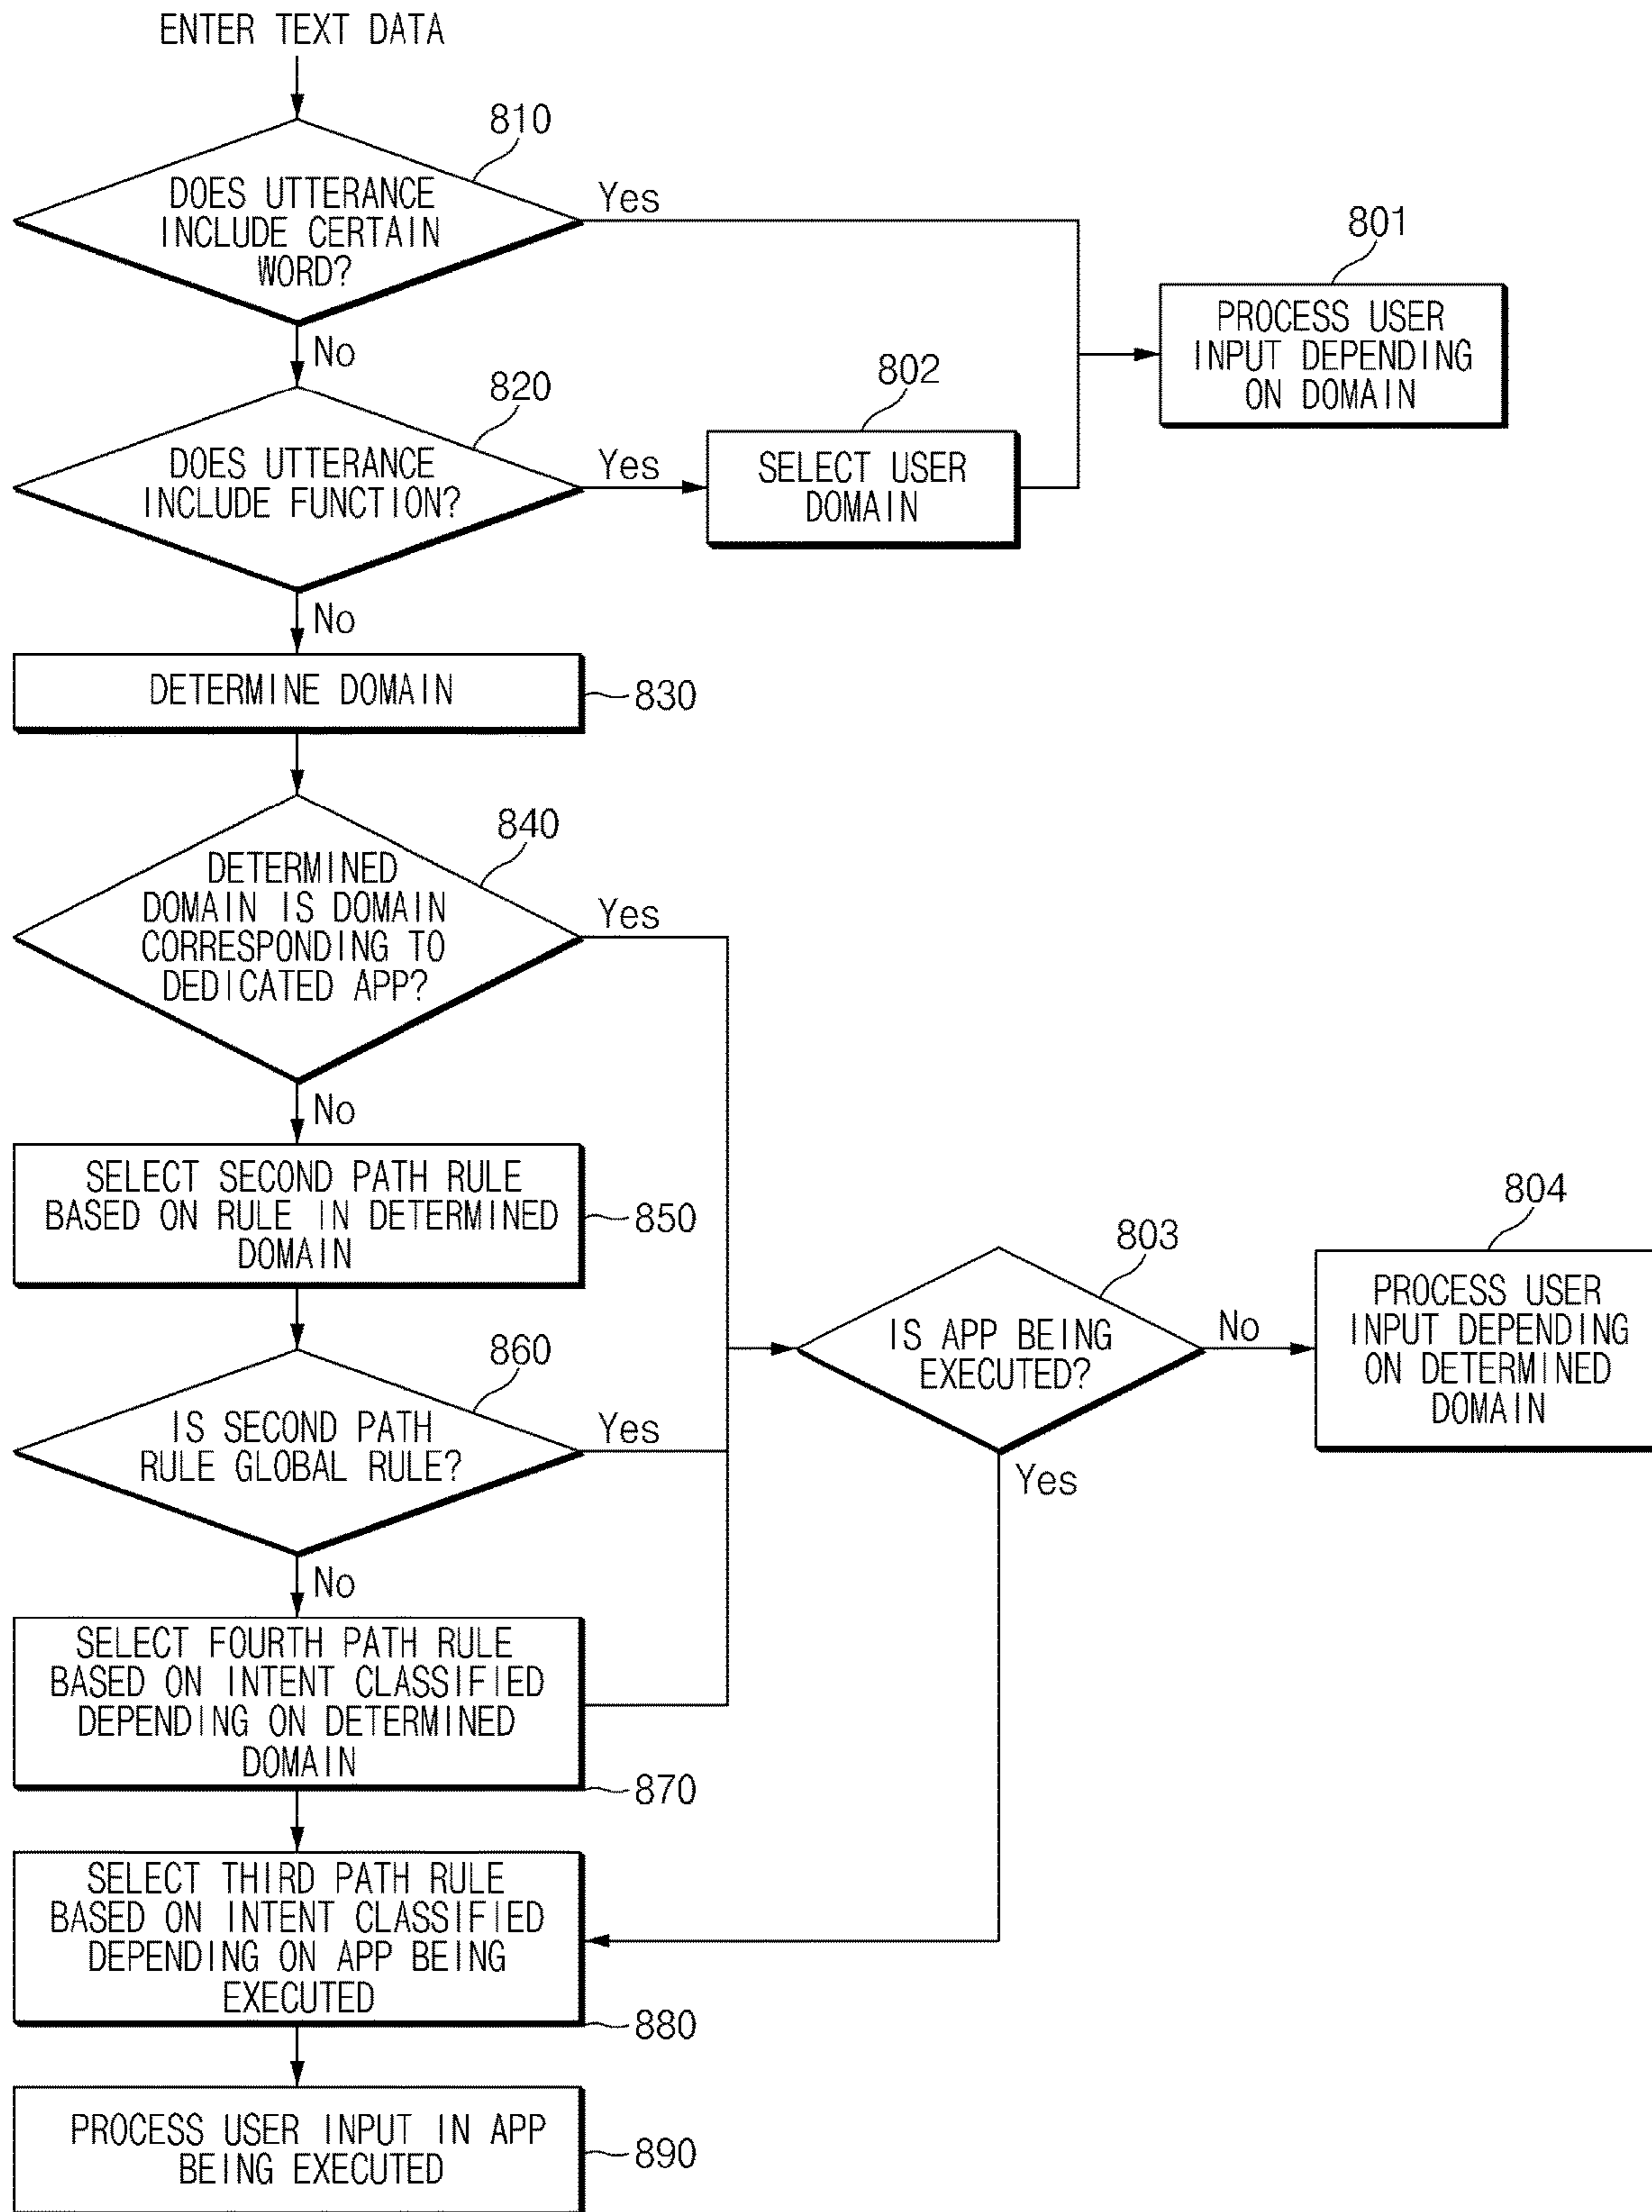 ENTER TEXT DATA
810
DOES UTTERANCE
INCLUDE CERTAIN
WORD?
Yes
801
PROCESS USER
INPUT DEPENDING
ON DOMAIN
No
820
DOES UTTERANCE
INCLUDE FUNCTION?
Yes
802
SELECT USER
DOMAIN
No
DETERMINE DOMAIN
830
840
DETERMINED
DOMAIN IS DOMAIN
CORRESPONDING TO
DEDICATED APP?
Yes
No
SELECT SECOND PATH RULE
BASED ON RULE IN DETERMINED
DOMAIN
850
860
IS SECOND PATH
RULE GLOBAL RULE?
Yes
803
IS APP BEING
EXECUTED?
No
804
PROCESS USER
INPUT DEPENDING
ON DETERMINED
DOMAIN
Yes
No
SELECT FOURTH PATH RULE
BASED ON INTENT CLASSIFIED
DEPENDING ON DETERMINED
DOMAIN
870
SELECT THIRD PATH RULE
BASED ON INTENT CLASSIFIED
DEPENDING ON APP BEING
EXECUTED
880
PROCESS USER INPUT IN APP
BEING EXECUTED
890